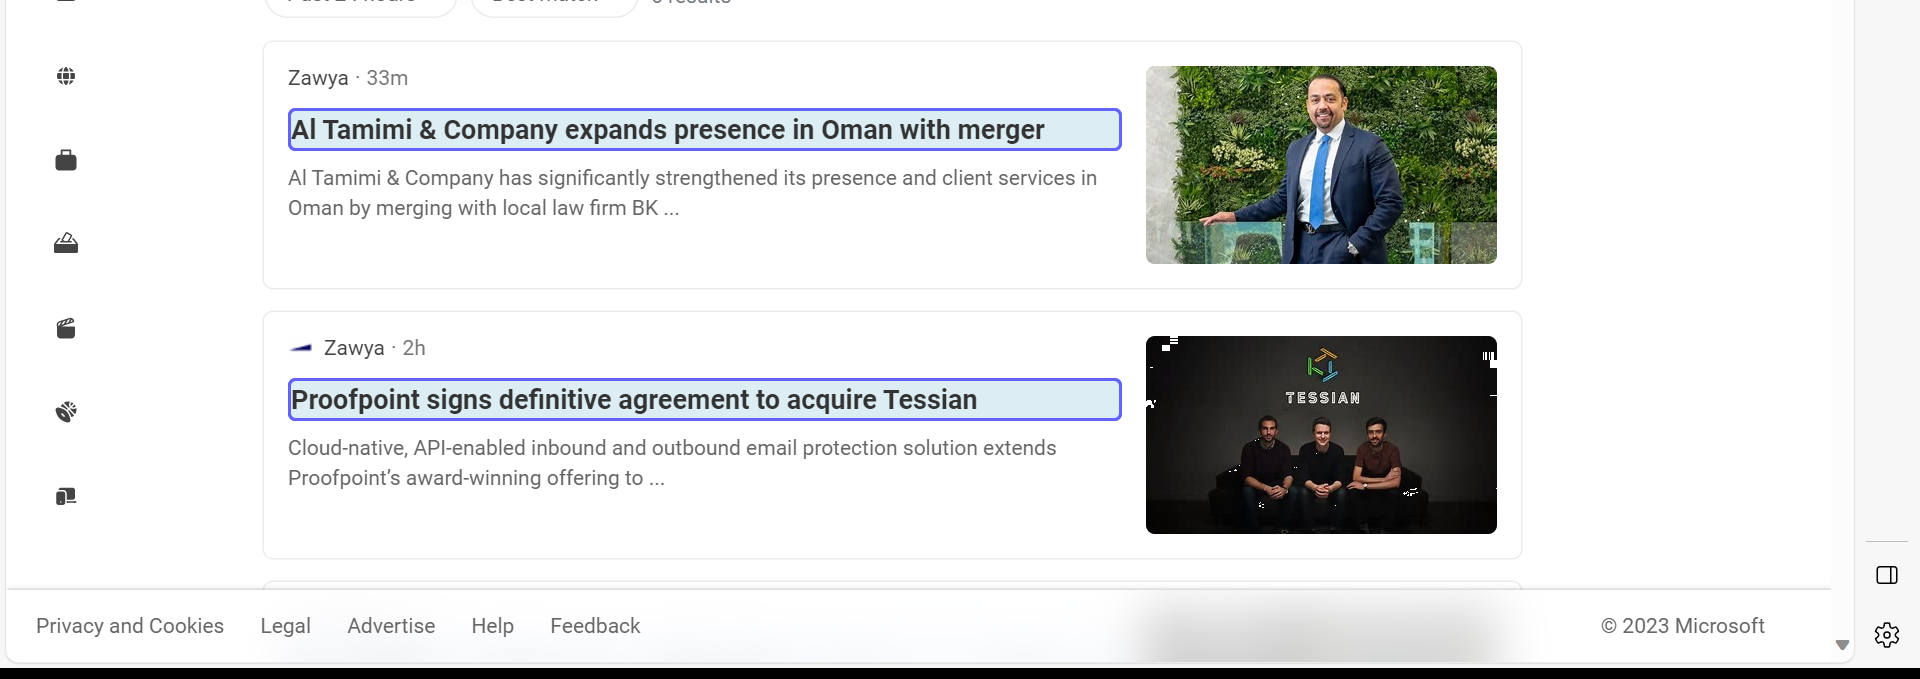 Zawya · 33m
Al Tamimi & Company expands presence in Oman with merger
Al Tamimi & Company has significantly strengthened its presence and client services in
Oman by merging with local law firm BK ...
Zawya · 2h
Proofpoint signs definitive agreement to acquire Tessian
Cloud-native, API-enabled inbound and outbound email protection solution extends
Proofpoint’s award-winning offering to ...
TESSIAN
Privacy and Cookies Legal Advertise Help Feedback © 2023 Microsoft